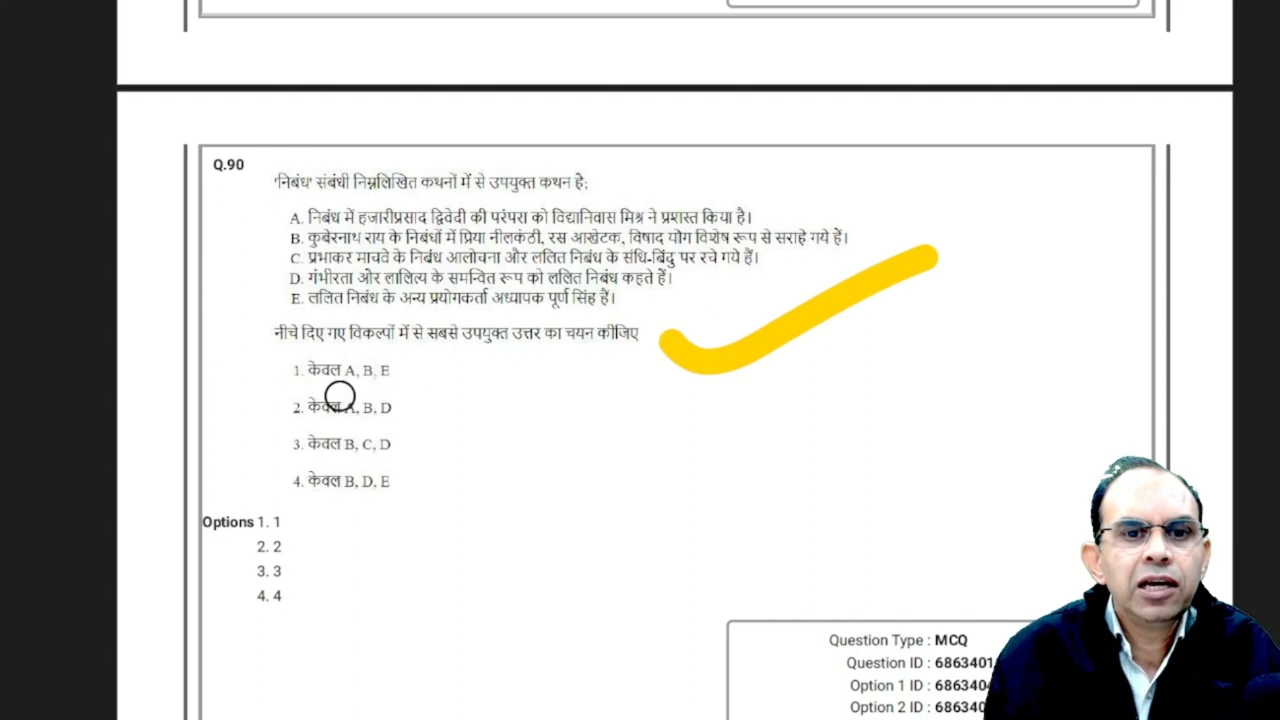 Q.90
'निबंध' संबंधी निम्नलिखित कथनों में से उपयुक्त कथन है;
A. निबंध में हजारीप्रसाद द्विवेदी की परंपरा को विद्यानिवास मिश्र ने प्रशस्त किया है।
B. कुबेरनाथ राय के निबंधों में प्रिया नीलकंठी, रस आखेटक, विषाद योग विशेष रूप से सराहे गये हैं।
C. प्रभाकर माचवे के निबंध आलोचना और ललित निबंध के संधि-बिंदु पर रचे गये हैं।
D. गंभीरता और लालित्य के समन्वित रूप को ललित निबंध कहते हैं।
E. ललित निबंध के अन्य प्रयोगकर्ता अध्यापक पूर्ण सिंह हैं।
नीचे दिए गए विकल्पों में से सबसे उपयुक्त उत्तर का चयन कीजिए
1. केवल A, B, E
2. केवल A, B, D
3. केवल B, C, D
4. केवल B, D, E
Options 1. 1
2. 2
3. 3
4. 4
Question Type : MCQ
Question ID :
Option 1 ID :
Option 2 ID :